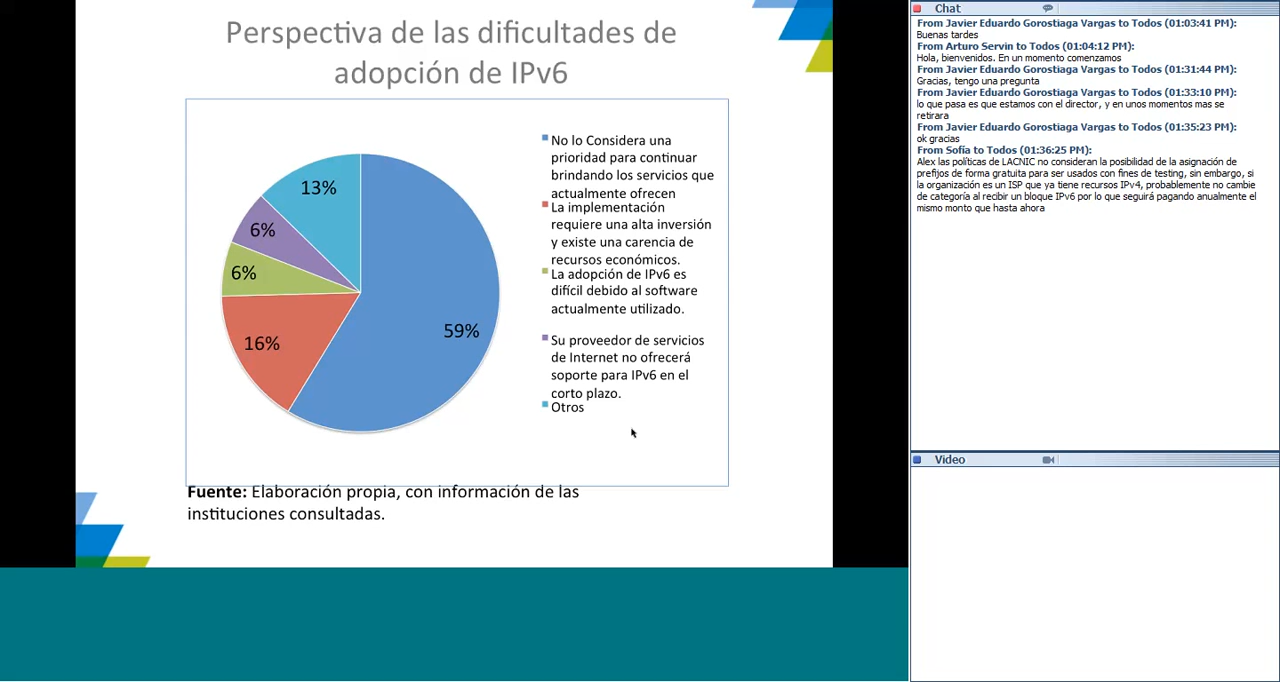 Perspectiva de las dificultades de
adopción de IPv6
13%
6%
6%
16%
59%
No lo Considera una
prioridad para continuar
brindando los servicios que
actualmente ofrecen
La implementación
requiere una alta inversión
y existe una carencia de
recursos económicos.
La adopción de IPv6 es
difícil debido al software
actualmente utilizado.
Su proveedor de servicios
de Internet no ofrecerá
soporte para IPv6 en el
corto plazo.
Otros
Fuente: Elaboración propia, con información de las
instituciones consultadas.
Chat
From Javier Eduardo Gorostiaga Vargas to Todos (01:03:41 PM):
Buenas tardes
From Arturo Servin to Todos (01:04:12 PM):
Hola, bienvenidos. En un momento comenzamos
From Javier Eduardo Gorostiaga Vargas to Todos (01:31:44 PM):
Gracias, tengo una pregunta
From Javier Eduardo Gorostiaga Vargas to Todos (01:33:10 PM):
lo que pasa es que estamos con el director, y en unos momentos mas se
retirara
From Javier Eduardo Gorostiaga Vargas to Todos (01:35:23 PM):
ok gracias
From Sofía to Todos (01:36:25 PM):
Alex las políticas de LACNIC no consideran la posibilidad de la asignación de
prefijos de forma gratuita para ser usados con fines de testing, sin embargo, si
la organización es un ISP que ya tiene recursos IPv4, probablemente no cambie
de categoría al recibir un bloque IPv6 por lo que seguirá pagando anualmente el
mismo monto que hasta ahora
Video